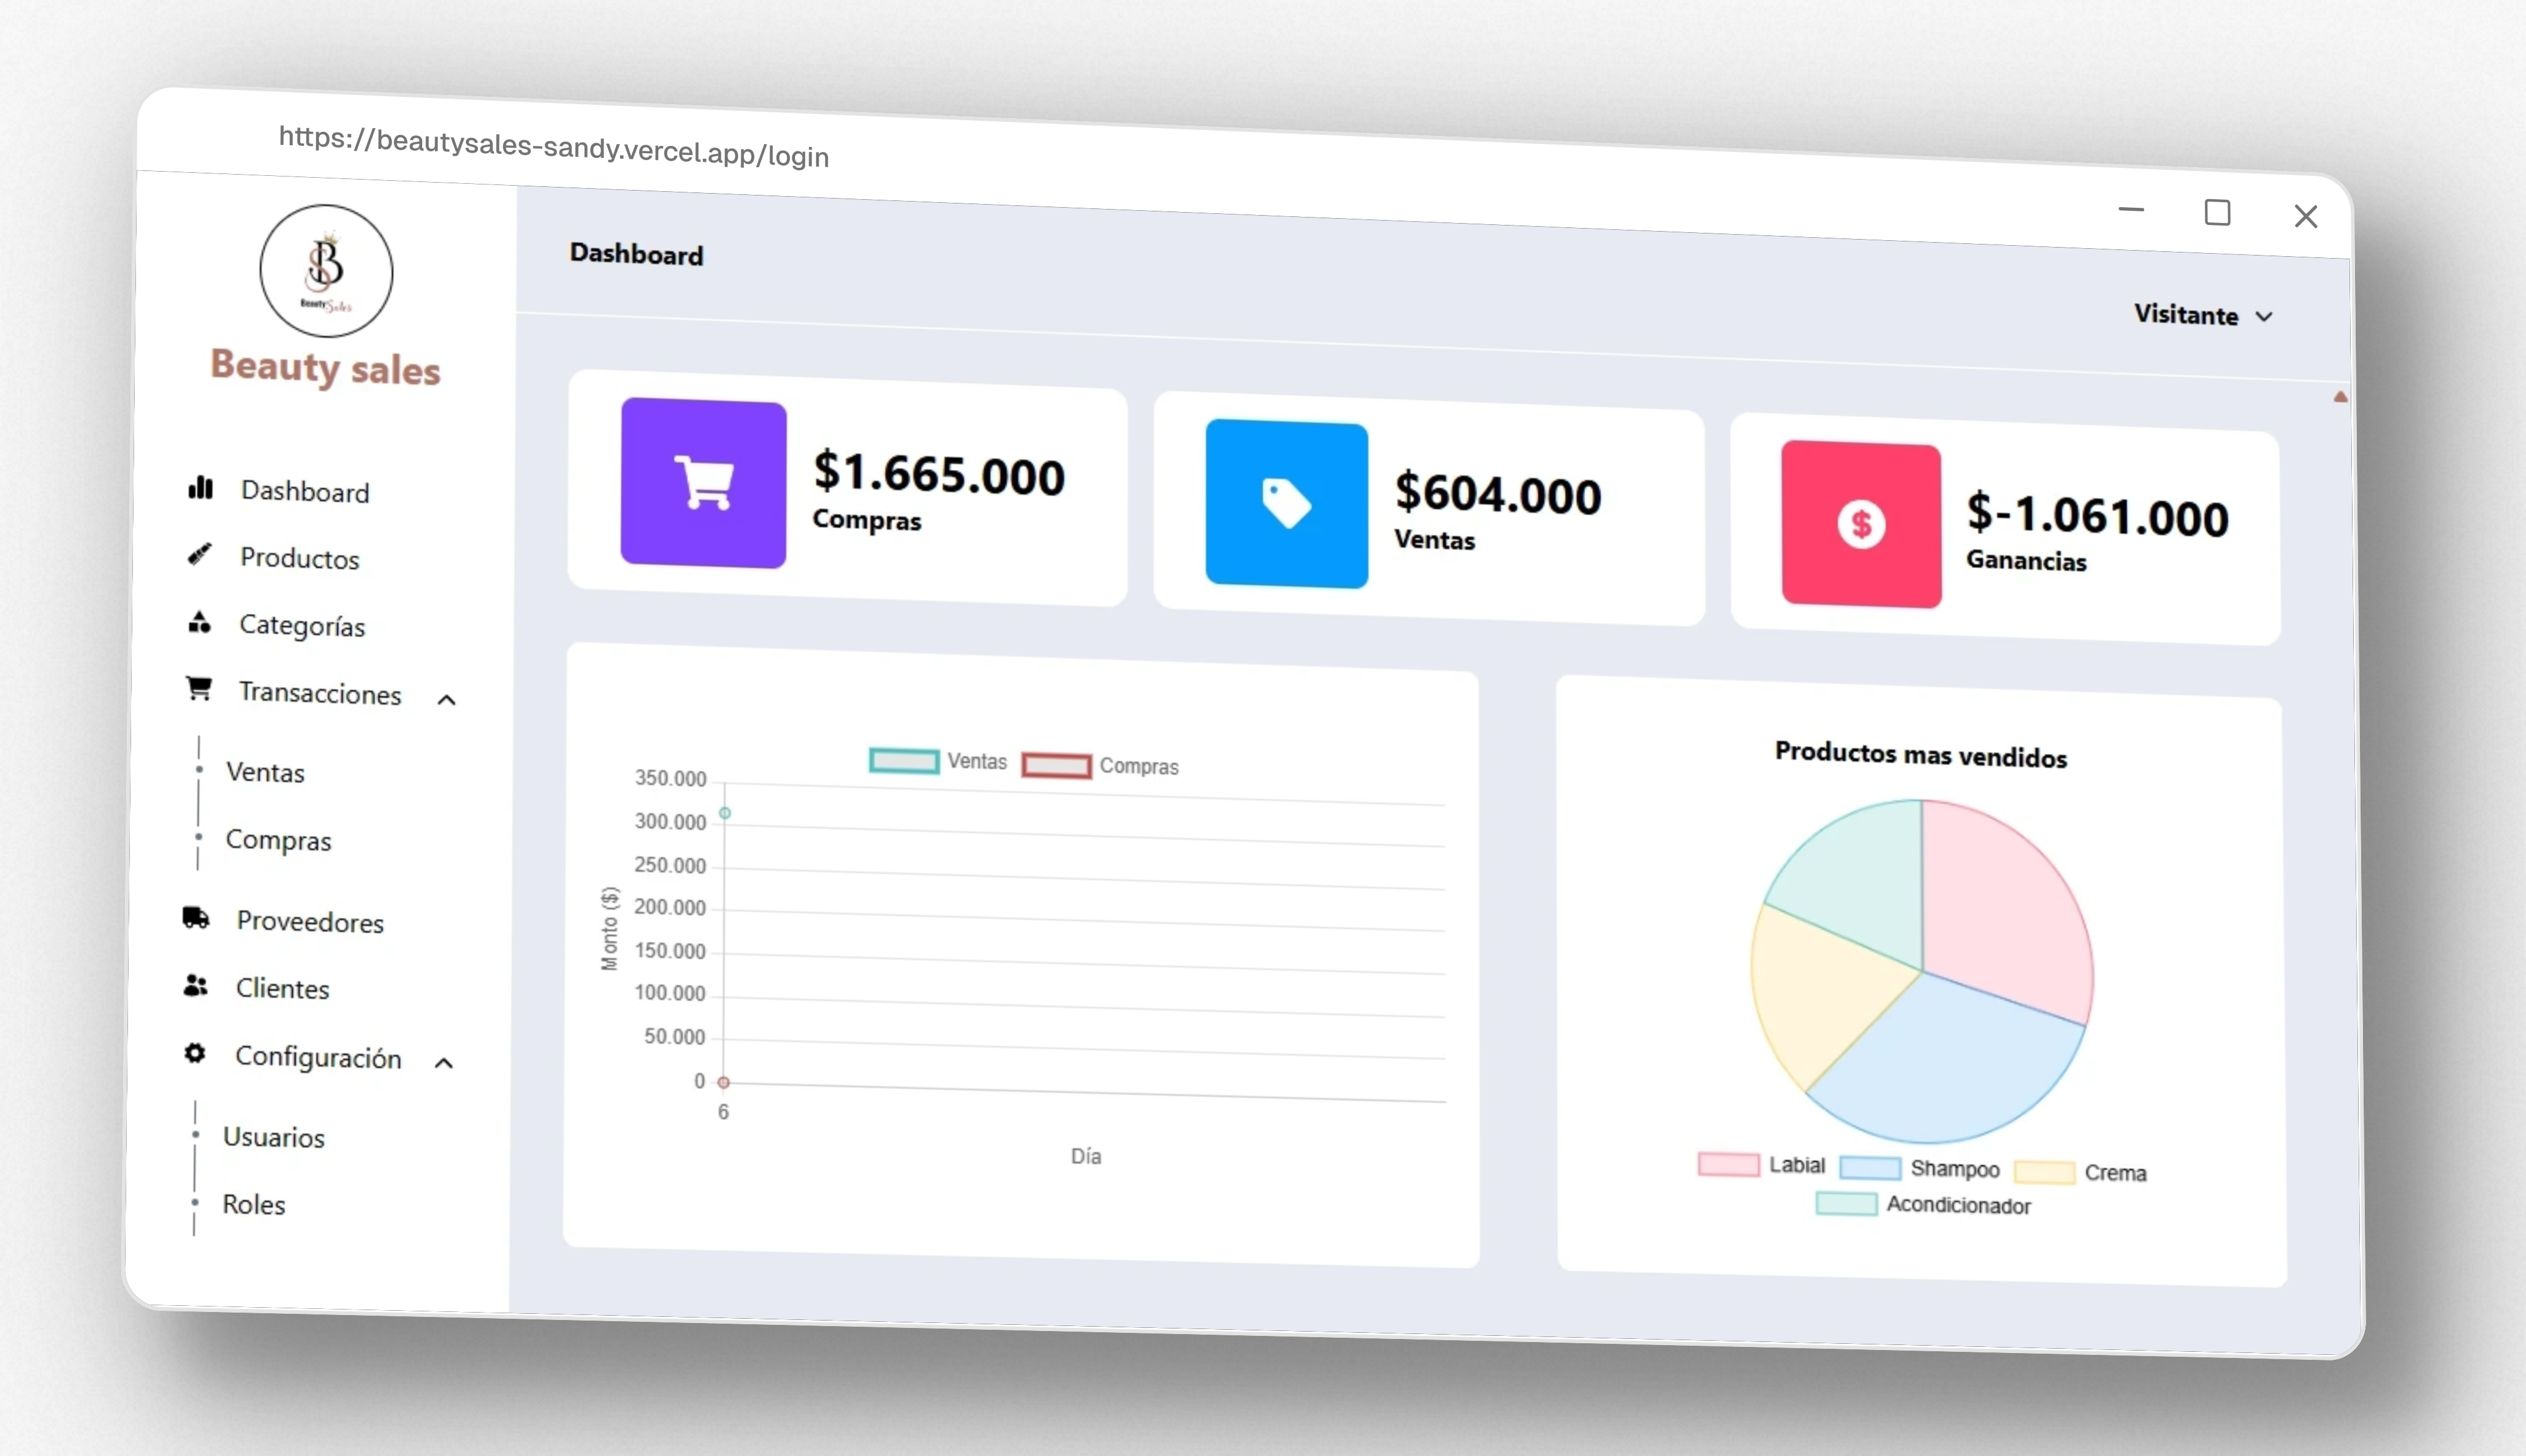 https://beautysales-sandy.vercel.app/login
SB
Beauty Sales
Beauty sales
Dashboard
Productos
Categorías
Transacciones
Ventas
Compras
Proveedores
Clientes
Configuración
Usuarios
Roles
Dashboard
Visitante
$1.665.000
Compras
$604.000
Ventas
$
$-1.061.000
Ganancias
Ventas Compras
350.000
300.000
250.000
200.000
150.000
100.000
50.000
0
6
Monto ($)
Día
Productos mas vendidos
Labial Shampoo Crema
Acondicionador